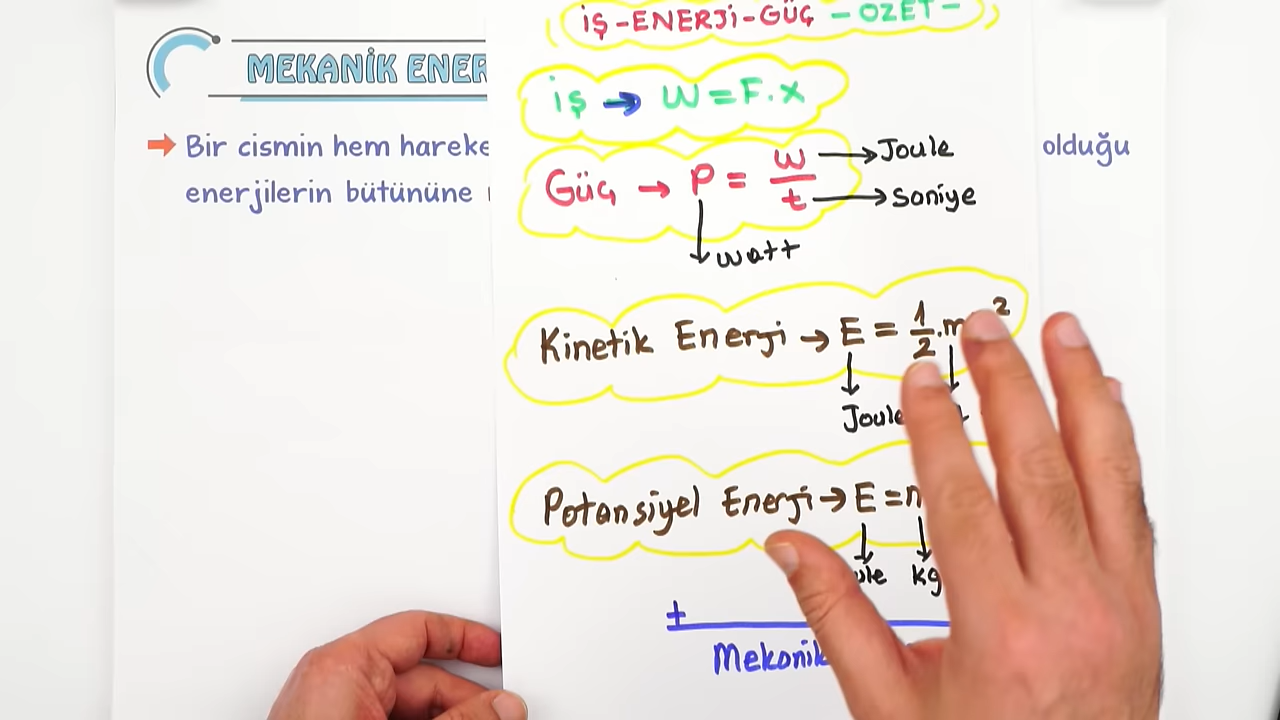 İŞ-ENERJİ-GÜÇ -ÖZET-
MEKANİK ENER
Bir cismin hem hareke
olduğu
enerjilerin bütününe
İş → W=F.x
Güç → P = W/t
→ Joule
→ Saniye
Watt
Kinetik Enerji → E = 1/2.m 2
Joule
Potansiyel Enerji → E =
kg
+
Mekanik